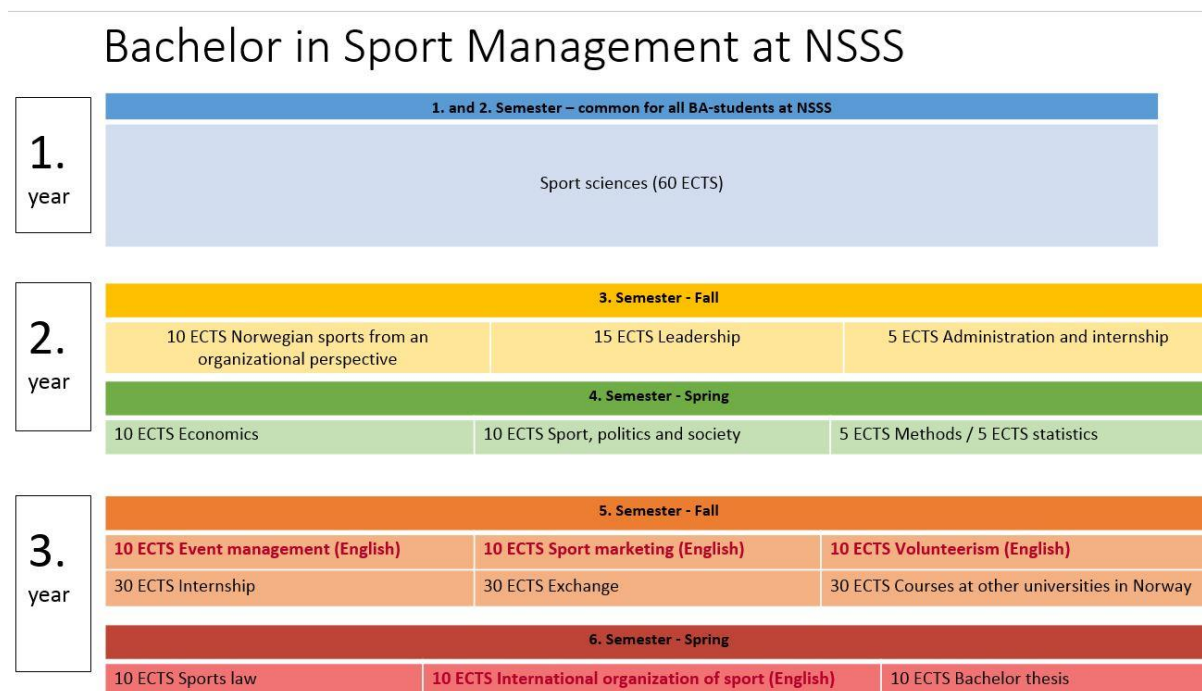 Bachelor in Sport Management at NSSS
1.
year
1. and 2. Semester – common for all BA-students at NSSS
Sport sciences (60 ECTS)
2.
year
3. Semester - Fall
10 ECTS Norwegian sports from an
organizational perspective
15 ECTS Leadership
5 ECTS Administration and internship
4. Semester - Spring
10 ECTS Economics
10 ECTS Sport, politics and society
5 ECTS Methods / 5 ECTS statistics
3.
year
5. Semester - Fall
10 ECTS Event management (English)
10 ECTS Sport marketing (English)
10 ECTS Volunteerism (English)
30 ECTS Internship
30 ECTS Exchange
30 ECTS Courses at other universities in Norway
6. Semester - Spring
10 ECTS Sports law
10 ECTS International organization of sport (English)
10 ECTS Bachelor thesis